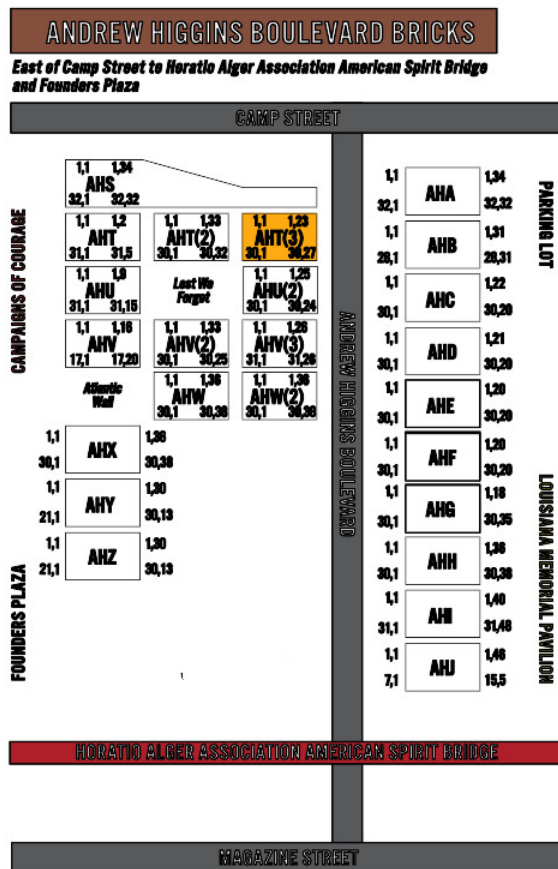 ANDREW HIGGINS BOULEVARD BRICKS
East of Camp Street to Horatio Alger Association American Spirit Bridge
and Founders Plaza
CAMP STREET
1,1 1,34
AHS
32,1 32,32
1,1 1,2
AHT
31,1 31,5
1,1 1,33
AHT(2)
30,1 30,32
1,1 1,23
AHT(3)
30,1 30,27
1,1 1,9
AHU
31,1 31,15
Lest We
Forget
1,1 1,25
AHU(2)
30,1 30,24
1,1 1,16
AHV
17,1 17,20
1,1 1,33
AHV(2)
30,1 30,25
1,1 1,26
AHV(3)
31,1 31,26
Atlantic
Wall
1,1 1,36
AHW
30,1 30,36
1,1 1,36
AHW(2)
30,1 36,36
1,1 1,36
AHX
30,1 30,38
1,1 1,30
AHY
21,1 30,13
1,1 1,30
AHZ
21,1 30,13
CAMPAIGNS OF COURAGE
FOUNDERS PLAZA
ANDREW HIGGINS BOULEVARD
1,1 1,34
AHA
32,1 32,32
1,1 1,31
AHB
28,1 28,31
1,1 1,22
AHC
30,1 30,20
1,1 1,21
AHD
30,1 30,20
1,1 1,20
AHE
30,1 30,20
1,1 1,20
AHF
30,1 30,20
1,1 1,18
AHG
30,1 30,35
1,1 1,36
AHH
30,1 30,38
1,1 1,40
AHI
31,1 31,48
1,1 1,46
AHJ
7,1 15,5
PARKING LOT
LOUISIANA MEMORIAL PAVILION
HORATIO ALGER ASSOCIATION AMERICAN SPIRIT BRIDGE
MAGAZINE STREET